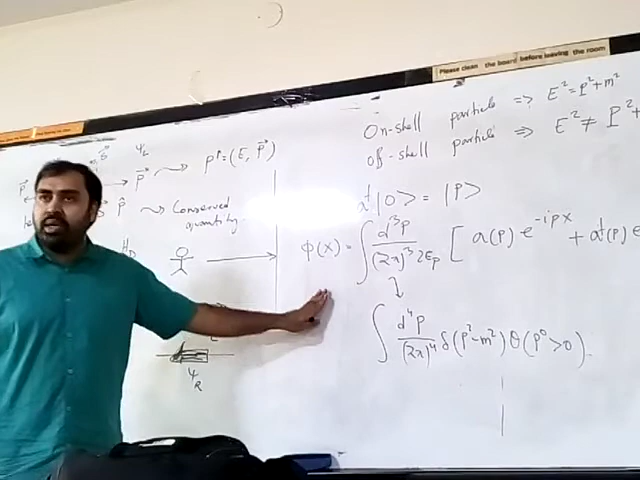 Please clean the board before leaving the room
On-shell particle => E² = p² + m²
off-shell particle => E² ≠ P² +
ψ_L
p⃗ ⟿ p^μ = (E, p⃗)
p̂ ⟿ Conserved quantity
a†|0> = |P>
φ(x) = ∫ d³p / (2π)³ 2E_p [ a(p) e^{-ipx} + a†(p) e
∫ d⁴p / (2π)⁴ δ(p² - m²) θ(p⁰ > 0)
ψ_R